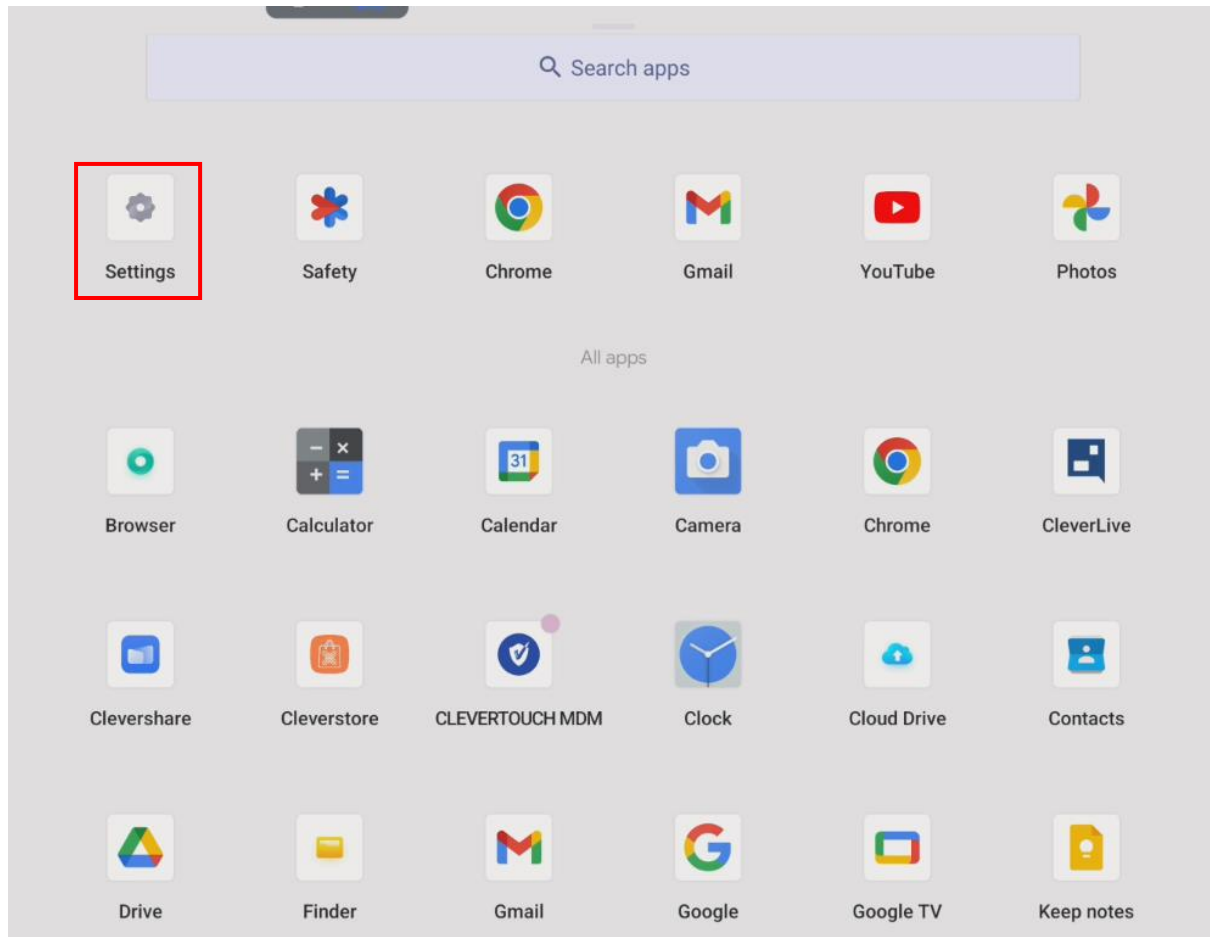 Search apps
Settings
Safety
Chrome
Gmail
YouTube
Photos
All apps
31
Browser
Calculator
Calendar
Camera
Chrome
CleverLive
Clevershare
Cleverstore
CLEVERTOUCH MDM
Clock
Cloud Drive
Contacts
Drive
Finder
Gmail
Google
Google TV
Keep notes